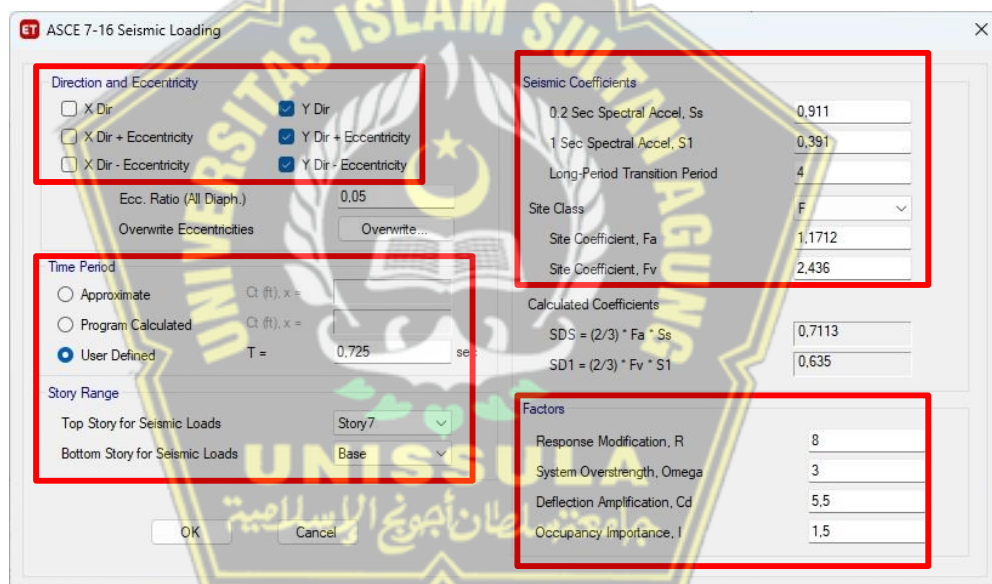 ET ASCE 7-16 Seismic Loading
Direction and Eccentricity
X Dir
Y Dir
X Dir + Eccentricity
Y Dir + Eccentricity
X Dir - Eccentricity
Y Dir - Eccentricity
Ecc. Ratio (All Diaph.) 0,05
Overwrite Eccentricities Overwrite...
Time Period
Approximate Ct (ft), x =
Program Calculated Ct (ft), x =
User Defined T = 0,725 sec
Story Range
Top Story for Seismic Loads Story7
Bottom Story for Seismic Loads Base
OK Cancel
Seismic Coefficients
0.2 Sec Spectral Accel, Ss 0,911
1 Sec Spectral Accel, S1 0,391
Long-Period Transition Period 4
Site Class F
Site Coefficient, Fa 1,1712
Site Coefficient, Fv 2,436
Calculated Coefficients
SDS = (2/3) * Fa * Ss 0,7113
SD1 = (2/3) * Fv * S1 0,635
Factors
Response Modification, R 8
System Overstrength, Omega 3
Deflection Amplification, Cd 5,5
Occupancy Importance, I 1,5
UNIVERSITAS ISLAM SULTAN AGUNG
UNISSULA
جامعة سلطان أجونج الإسلامية